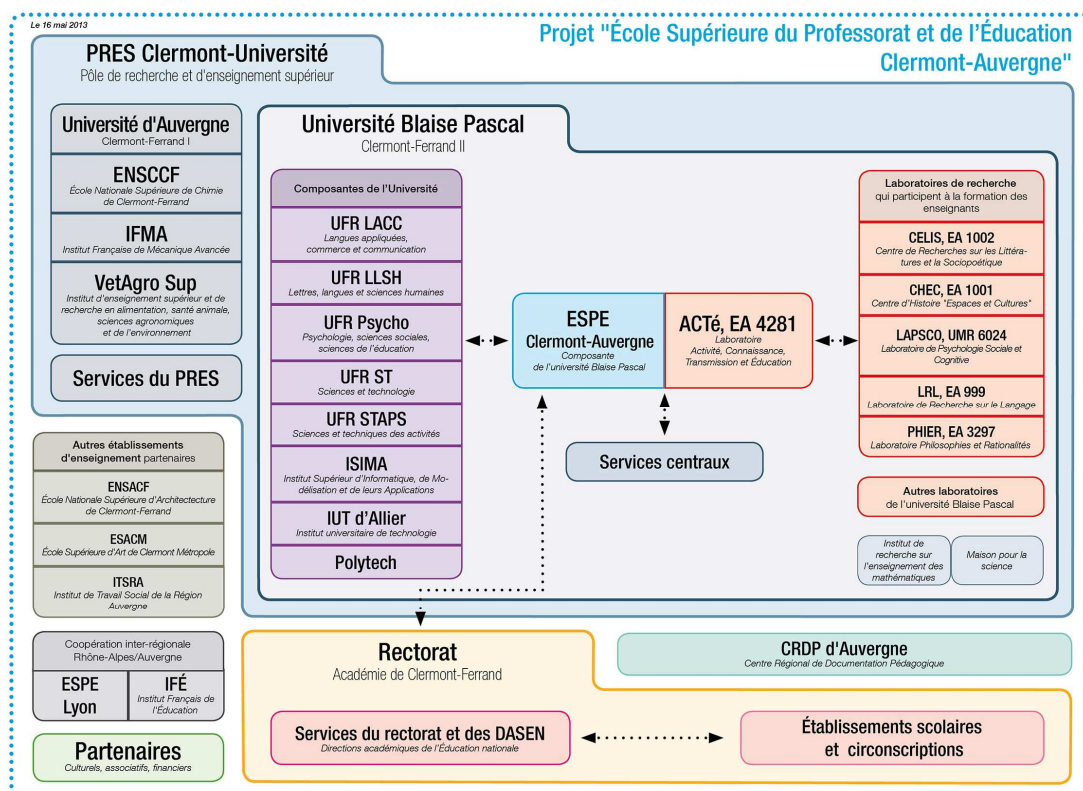 Le 16 mai 2013
Projet "École Supérieure du Professorat et de l'Éducation
Clermont-Auvergne"
PRES Clermont-Université
Pôle de recherche et d'enseignement supérieur
Université d'Auvergne
Clermont-Ferrand I
ENSCCF
École Nationale Supérieure de Chimie
de Clermont-Ferrand
IFMA
Institut Française de Mécanique Avancée
VetAgro Sup
Institut d'enseignement supérieur et de
recherche en alimentation, santé animale,
sciences agronomiques
et de l'environnement
Services du PRES
Université Blaise Pascal
Clermont-Ferrand II
Composantes de l'Université
UFR LACC
Langues appliquées,
commerce et communication
UFR LLSH
Lettres, langues et sciences humaines
UFR Psycho
Psychologie, sciences sociales,
sciences de l'éducation
UFR ST
Sciences et technologie
UFR STAPS
Sciences et techniques des activités
ISIMA
Institut Supérieur d'Informatique, de Mo-
délisation et de leurs Applications
IUT d'Allier
Institut universitaire de technologie
Polytech
ESPE
Clermont-Auvergne
Composante
de l'université Blaise Pascal
ACTé, EA 4281
Laboratoire
Activité, Connaissance,
Transmission et Éducation
Services centraux
Laboratoires de recherche
qui participent à la formation des
enseignants
CELIS, EA 1002
Centre de Recherches sur les Littéra-
tures et la Sociopoétique
CHEC, EA 1001
Centre d'Histoire "Espaces et Cultures"
LAPSCO, UMR 6024
Laboratoire de Psychologie Sociale et
Cognitive
LRL, EA 999
Laboratoire de Recherche sur le Langage
PHIER, EA 3297
Laboratoire Philosophies et Rationalités
Autres laboratoires
de l'université Blaise Pascal
Institut de
recherche sur
l'enseignement des
mathématiques
Maison pour la
science
Autres établissements
d'enseignement partenaires
ENSACF
École Nationale Supérieure d'Architectecture
de Clermont-Ferrand
ESACM
École Supérieure d'Art de Clermont Métropole
ITSRA
Institut de Travail Social de la Région
Auvergne
Coopération inter-régionale
Rhône-Alpes/Auvergne
ESPE
Lyon
IFÉ
Institut Français de
l'Éducation
Partenaires
Culturels, associatifs, financiers
Rectorat
Académie de Clermont-Ferrand
CRDP d'Auvergne
Centre Régional de Documentation Pédagogique
Services du rectorat et des DASEN
Directions académiques de l'Éducation nationale
Établissements scolaires
et circonscriptions